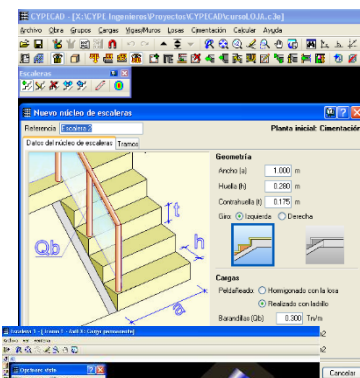 CYPECAD - [X:\CYPE Ingenieros\Proyectos\CYPECAD\cursoLOJA.c3e]
Archivo Obra Grupos Cargas Vigas/Muros Losas Cimentación Calcular Ayuda
Escaleras
Nuevo núcleo de escaleras
Referencia Escalera 2 Planta inicial: Cimentación
Datos del núcleo de escaleras Tramos
Geometría
Ancho (a) 1.000 m
Huella (h) 0.280 m
Contrahuella (t) 0.175 m
Giro: Izquierda Derecha
t
h
Qb
a
Cargas
Peldañeado: Hormigonado con la losa
Realizado con ladrillo
Barandillas (Qb) 0.300 Tn/m
Cancelar